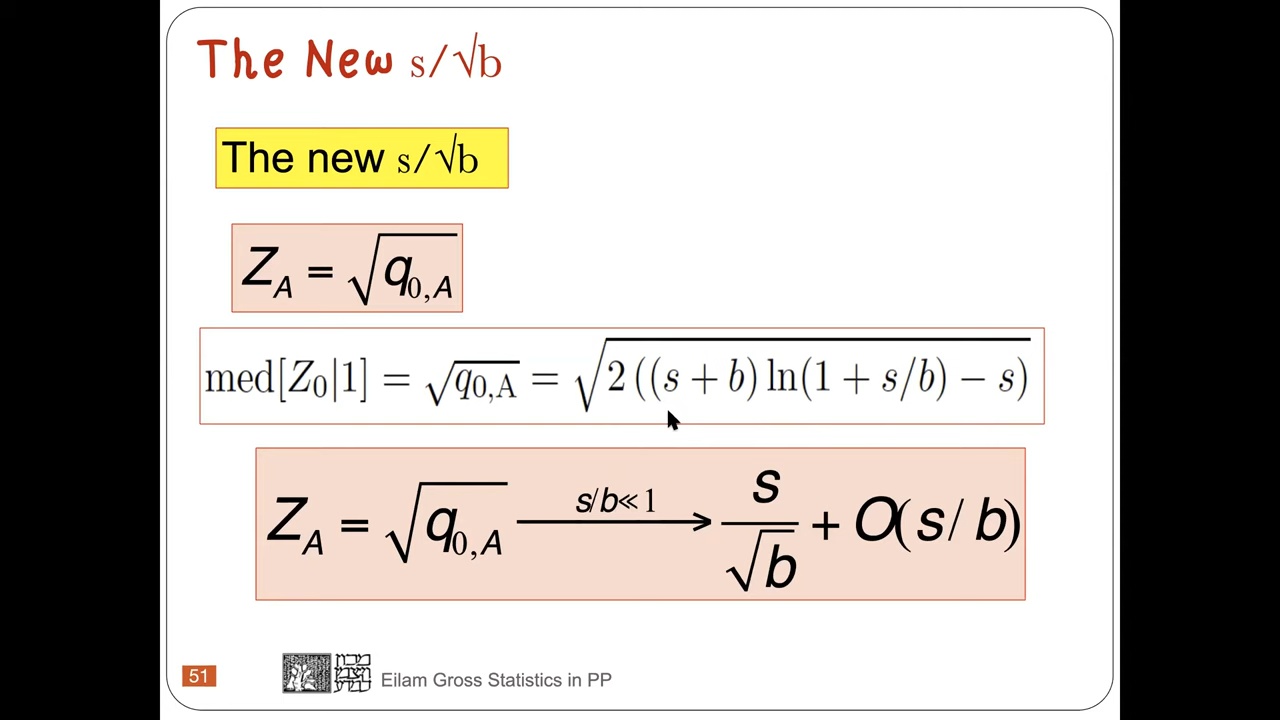 The New s/√b
The new s/√b
Z_A = √q_{0,A}
med[Z_0|1] = √q_{0,A} = √2 ((s + b) ln(1 + s/b) − s)
Z_A = √q_{0,A} s/b≪1 → s/√b + O(s/b)
51
Eilam Gross Statistics in PP